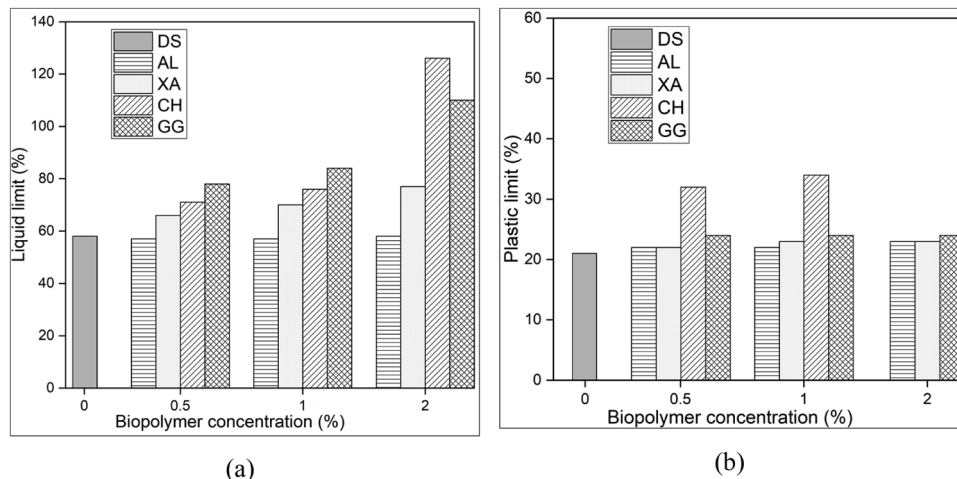 140
120
100
80
60
40
20
0
Liquid limit (%)
DS
AL
XA
CH
GG
0 0.5 1 2
Biopolymer concentration (%)
(a)
60
50
40
30
20
10
0
Plastic limit (%)
DS
AL
XA
CH
GG
0 0.5 1 2
Biopolymer concentration (%)
(b)